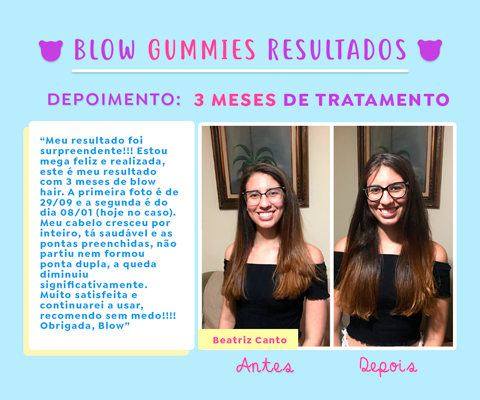 BLOW GUMMIES RESULTADOS
DEPOIMENTO: 3 MESES DE TRATAMENTO
“Meu resultado foi
surpreendente!!! Estou
mega feliz e realizada,
este é meu resultado
com 3 meses de blow
hair. A primeira foto é de
29/09 e a segunda é do
dia 08/01 (hoje no caso).
Meu cabelo cresceu por
inteiro, tá saudável e as
pontas preenchidas, não
partiu nem formou
ponta dupla, a queda
diminuiu
significativamente.
Muito satisfeita e
continuarei a usar,
recomendo sem medo!!!!
Obrigada, Blow”
Beatriz Canto
Antes
Depois